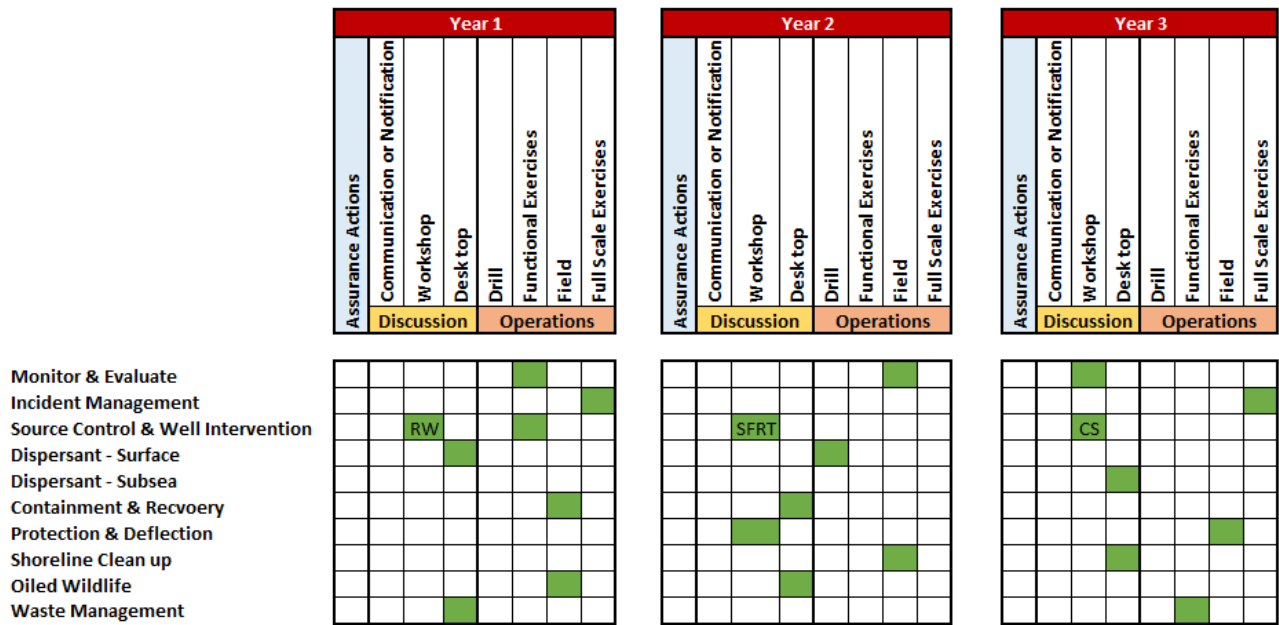 Year 1
Year 2
Year 3
Assurance Actions
Communication or Notification
Workshop
Desk top
Drill
Functional Exercises
Field
Full Scale Exercises
Discussion
Operations
Assurance Actions
Communication or Notification
Workshop
Desk top
Drill
Functional Exercises
Field
Full Scale Exercises
Discussion
Operations
Assurance Actions
Communication or Notification
Workshop
Desk top
Drill
Functional Exercises
Field
Full Scale Exercises
Discussion
Operations
Monitor & Evaluate
Incident Management
Source Control & Well Intervention RW SFRT CS
Dispersant - Surface
Dispersant - Subsea
Containment & Recvoery
Protection & Deflection
Shoreline Clean up
Oiled Wildlife
Waste Management